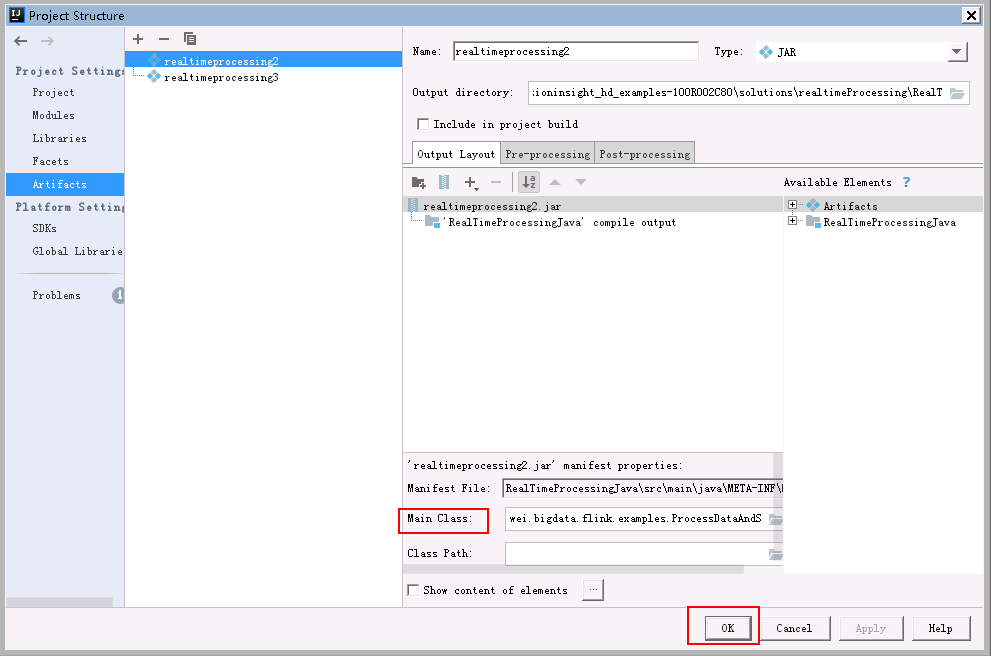 Project Structure
Project Settings
Project
Modules
Libraries
Facets
Artifacts
Platform Setting
SDKs
Global Librarie
Problems
1
realtimeprocessing2
realtimeprocessing3
Name: realtimeprocessing2 Type: JAR
Output directory: :ioninsight_hd_examples-100R002C80\solutions\realtimeProcessing\RealT
Include in project build
Output Layout Pre-processing Post-processing
Available Elements ?
realtimeprocessing2.jar
'RealTimeProcessingJava' compile output
Artifacts
RealTimeProcessingJava
'realtimeprocessing2.jar' manifest properties:
Manifest File: RealTimeProcessingJava\src\main\java\META-INF\
Main Class: wei.bigdata.flink.examples.ProcessDataAndS
Class Path:
Show content of elements ...
OK Cancel Apply Help